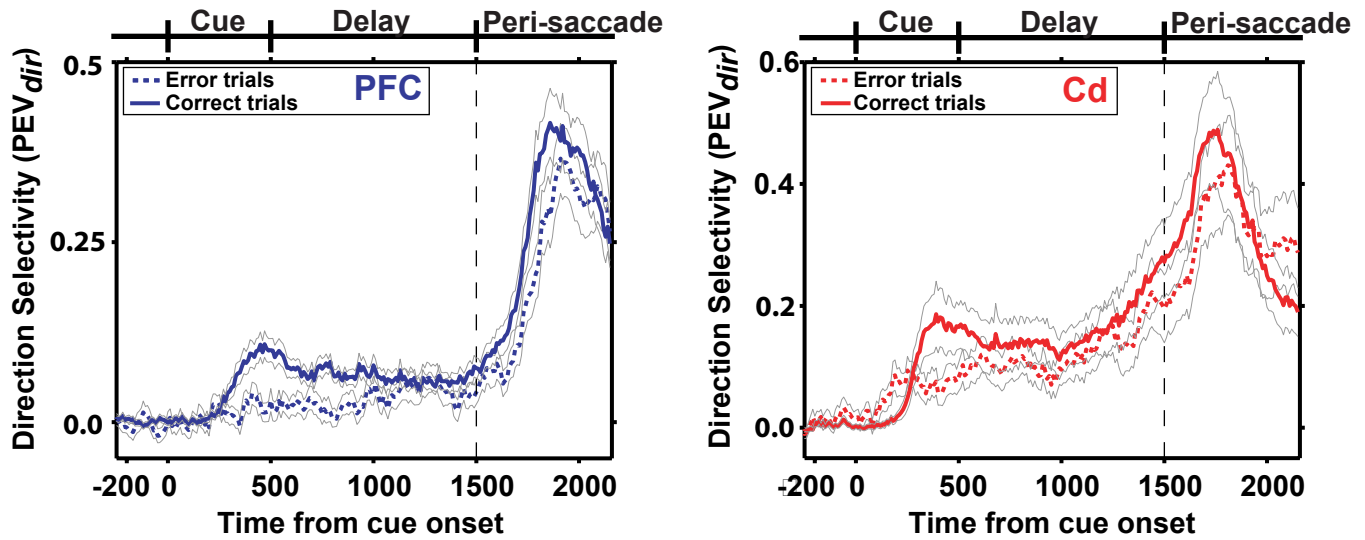 Cue Delay Peri-saccade
Direction Selectivity (PEVdir)
0.5
0.25
0.0
Error trials
Correct trials
PFC
-200 0 500 1000 1500 2000
Time from cue onset
Cue Delay Peri-saccade
Direction Selectivity (PEVdir)
0.6
0.4
0.2
0.0
Error trials
Correct trials
Cd
-200 0 500 1000 1500 2000
Time from cue onset